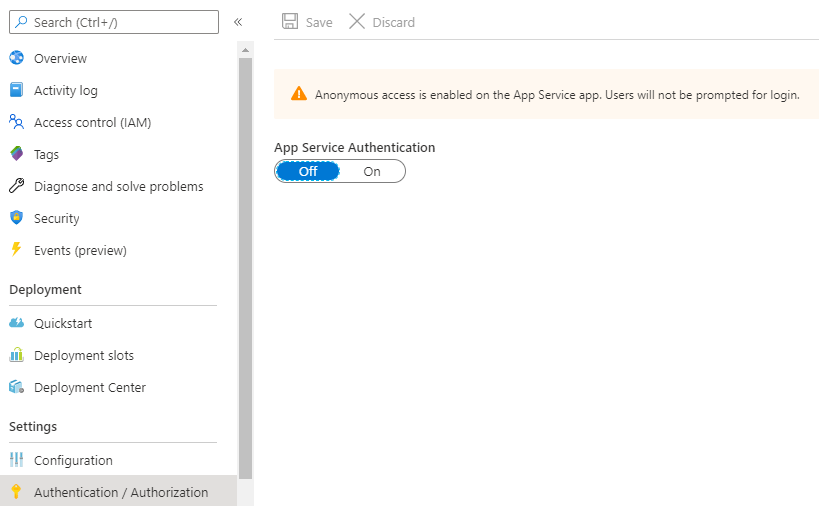 Search (Ctrl+/)
«
Overview
Activity log
Access control (IAM)
Tags
Diagnose and solve problems
Security
Events (preview)
Deployment
Quickstart
Deployment slots
Deployment Center
Settings
Configuration
Authentication / Authorization
Save Discard
Anonymous access is enabled on the App Service app. Users will not be prompted for login.
App Service Authentication
Off On